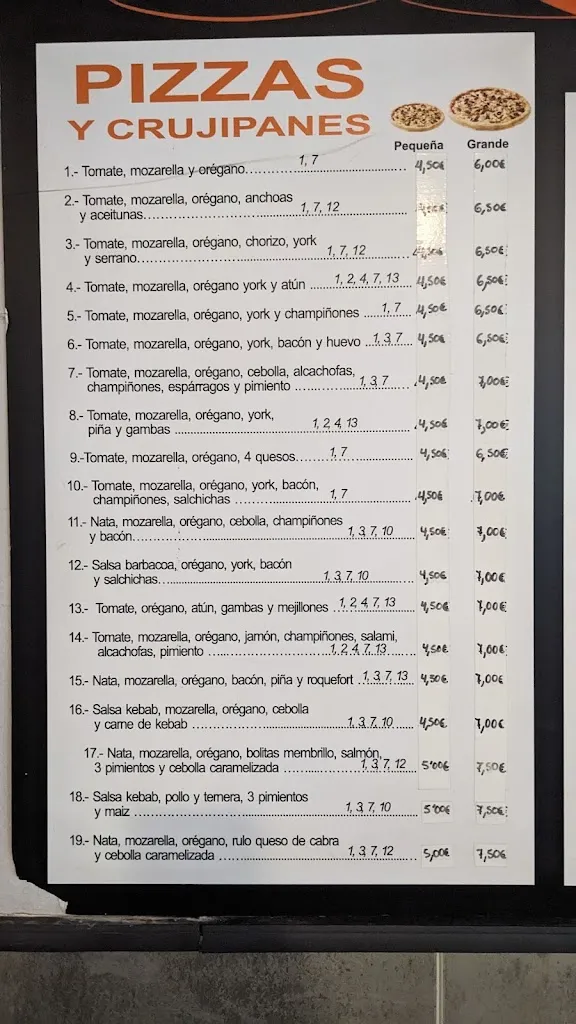 PIZZAS
Y CRUJIPANES
Pequeña Grande
1.- Tomate, mozarella y orégano 1, 7 4,50€ 6,00€
2.- Tomate, mozarella, orégano, anchoas
y aceitunas 1, 7, 12 6,50€
3.- Tomate, mozarella, orégano, chorizo, york
y serrano 1, 7, 12 6,50€
4.- Tomate, mozarella, orégano york y atún 1, 2, 4, 7, 13 4,50€ 6,50€
5.- Tomate, mozarella, orégano, york y champiñones 1, 7 4,50€ 6,50€
6.- Tomate, mozarella, orégano, york, bacón y huevo 1, 3, 7 4,50€ 6,50€
7.- Tomate, mozarella, orégano, cebolla, alcachofas,
champiñones, espárragos y pimiento 1, 3, 7 4,50€ 7,00€
8.- Tomate, mozarella, orégano, york,
piña y gambas 1, 2, 4, 13 4,50€ 7,00€
9.-Tomate, mozarella, orégano, 4 quesos 1, 7 4,50€ 6,50€
10.- Tomate, mozarella, orégano, york, bacón,
champiñones, salchichas 1, 7 4,50€ 7,00€
11.- Nata, mozarella, orégano, cebolla, champiñones
y bacón 1, 3, 7, 10 4,50€ 7,00€
12.- Salsa barbacoa, orégano, york, bacón
y salchichas 1, 3, 7, 10 4,50€ 7,00€
13.- Tomate, orégano, atún, gambas y mejillones 1, 2, 4, 7, 13 4,50€ 7,00€
14.- Tomate, mozarella, orégano, jamón, champiñones, salami,
alcachofas, pimiento 1, 2, 4, 7, 13 4,50€ 7,00€
15.- Nata, mozarella, orégano, bacón, piña y roquefort 1, 3, 7, 13 4,50€ 7,00€
16.- Salsa kebab, mozarella, orégano, cebolla
y carne de kebab 1, 3, 7, 10 4,50€ 7,00€
17.- Nata, mozarella, orégano, bolitas membrillo, salmón,
3 pimientos y cebolla caramelizada 1, 3, 7, 12 5'00€ 7,50€
18.- Salsa kebab, pollo y ternera, 3 pimientos
y maiz 1, 3, 7, 10 5'00€ 7,50€
19.- Nata, mozarella, orégano, rulo queso de cabra
y cebolla caramelizada 1, 3, 7, 12 5,00€ 7,50€